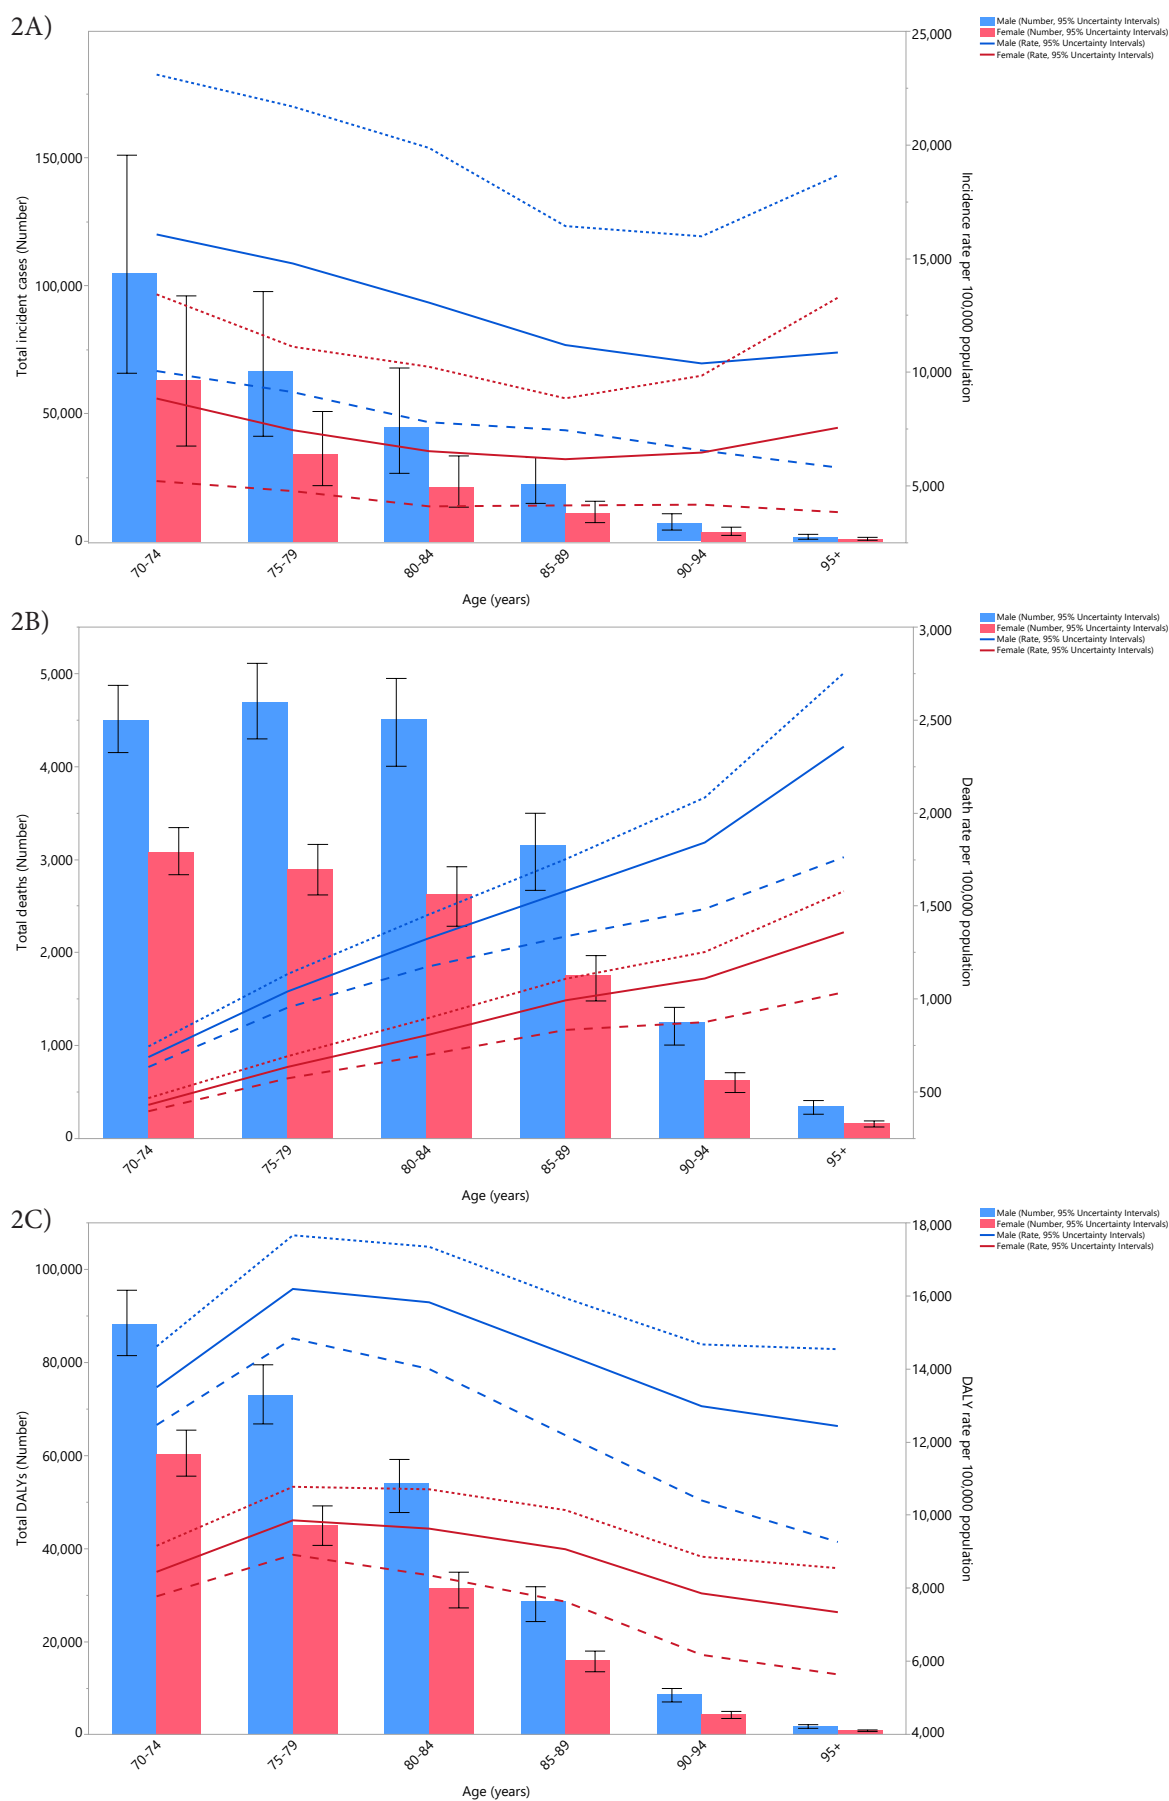 2A)
Male (Number, 95% Uncertainty Intervals)
Female (Number, 95% Uncertainty Intervals)
Male (Rate, 95% Uncertainty Intervals)
Female (Rate, 95% Uncertainty Intervals)
Total incident cases (Number)
150,000
100,000
50,000
0
25,000
20,000
15,000
10,000
5,000
Incidence rate per 100,000 population
70-74
75-79
80-84
85-89
90-94
95+
Age (years)
2B)
Male (Number, 95% Uncertainty Intervals)
Female (Number, 95% Uncertainty Intervals)
Male (Rate, 95% Uncertainty Intervals)
Female (Rate, 95% Uncertainty Intervals)
Total deaths (Number)
5,000
4,000
3,000
2,000
1,000
0
3,000
2,500
2,000
1,500
1,000
500
Death rate per 100,000 population
70-74
75-79
80-84
85-89
90-94
95+
Age (years)
2C)
Male (Number, 95% Uncertainty Intervals)
Female (Number, 95% Uncertainty Intervals)
Male (Rate, 95% Uncertainty Intervals)
Female (Rate, 95% Uncertainty Intervals)
Total DALYs (Number)
100,000
80,000
60,000
40,000
20,000
0
18,000
16,000
14,000
12,000
10,000
8,000
6,000
4,000
DALY rate per 100,000 population
70-74
75-79
80-84
85-89
90-94
95+
Age (years)